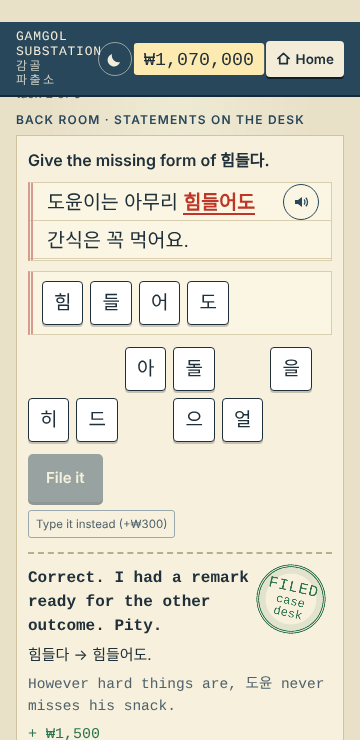 GAMGOL
SUBSTATION
감골
파출소
₩1,070,000
Home
BACK ROOM · STATEMENTS ON THE DESK
Give the missing form of 힘들다.
도윤이는 아무리 힘들어도
간식은 꼭 먹어요.
힘 들 어 도
아 돌 을
히 드 으 얼
File it
Type it instead (+₩300)
Correct. I had a remark
ready for the other
outcome. Pity.
FILED
case
desk
힘들다 → 힘들어도.
However hard things are, 도윤 never
misses his snack.
+ ₩1,500